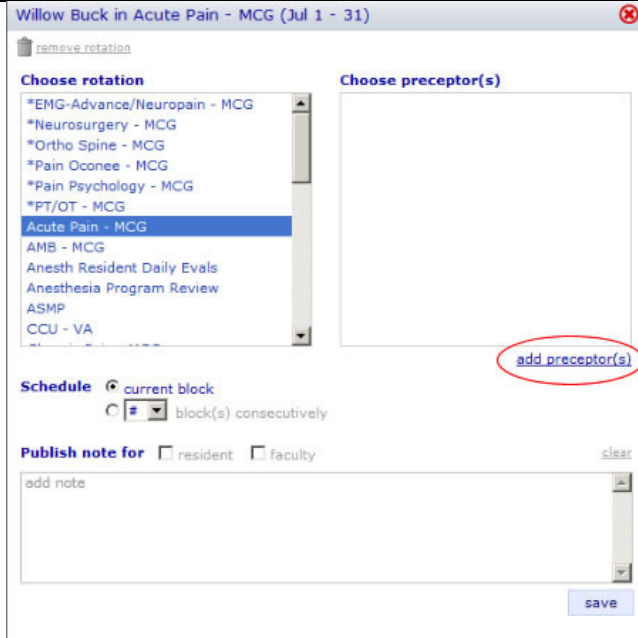 Willow Buck in Acute Pain - MCG (Jul 1 - 31)
remove rotation
Choose rotation
*EMG-Advance/Neuropain - MCG
*Neurosurgery - MCG
*Ortho Spine - MCG
*Pain Oconee - MCG
*Pain Psychology - MCG
*PT/OT - MCG
Acute Pain - MCG
AMB - MCG
Anesth Resident Daily Evals
Anesthesia Program Review
ASMP
CCU - VA
Choose preceptor(s)
add preceptor(s)
Schedule current block
# block(s) consecutively
Publish note for resident faculty clear
add note
save